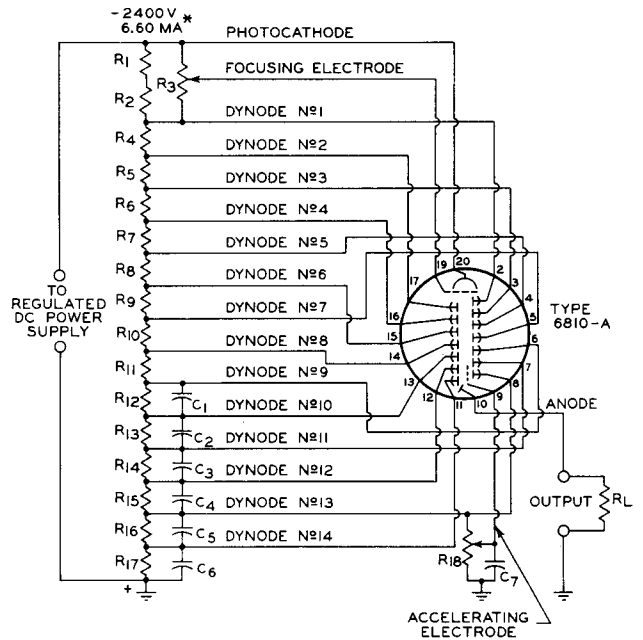 -2400 V
6.60 MA*
PHOTOCATHODE
R1
R3
FOCUSING ELECTRODE
R2
DYNODE №1
R4
DYNODE №2
R5
DYNODE №3
R6
DYNODE №4
R7
DYNODE №5
R8
DYNODE №6
R9
DYNODE №7
R10
DYNODE №8
R11
DYNODE №9
R12
C1
DYNODE №10
R13
C2
DYNODE №11
R14
C3
DYNODE №12
R15
C4
DYNODE №13
R16
C5
DYNODE №14
R17
C6
+
TO
REGULATED
DC POWER
SUPPLY
19
20
2
3
4
5
6
7
8
9
10
11
12
13
14
15
16
17
TYPE
6810-A
ANODE
OUTPUT
RL
R18
C7
ACCELERATING
ELECTRODE